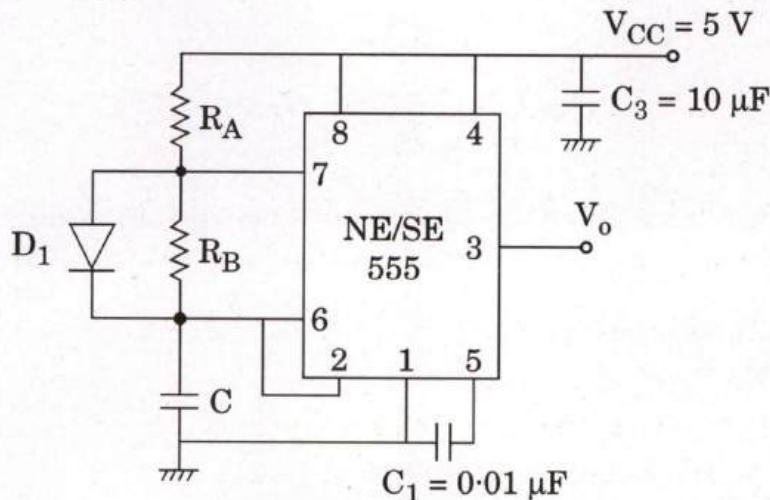 V_CC = 5 V
C_3 = 10 μF
R_A
8
4
7
V_o
D_1
R_B
NE/SE
555
3
6
2
1
5
C
C_1 = 0·01 μF